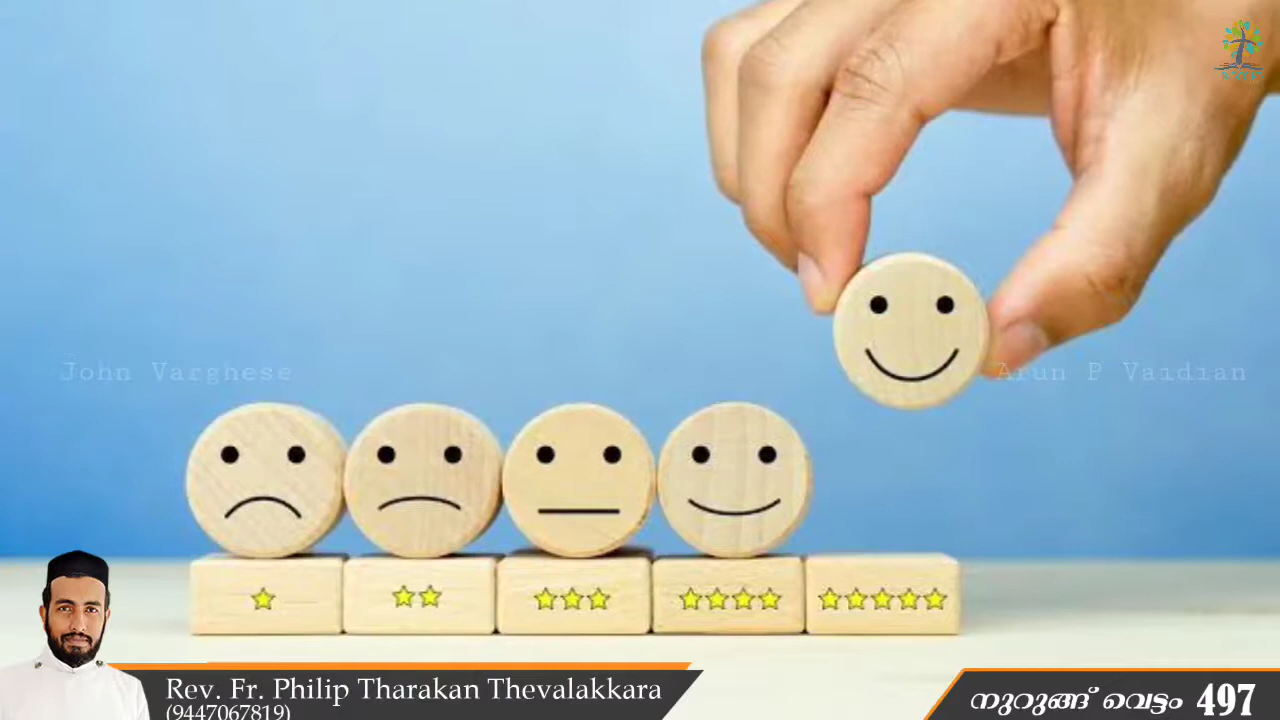 John Varghese
Arun P Vaidian
Rev. Fr. Philip Tharakan Thevalakkara
(9447067819)
നുറുങ്ങ് വെട്ടം 497